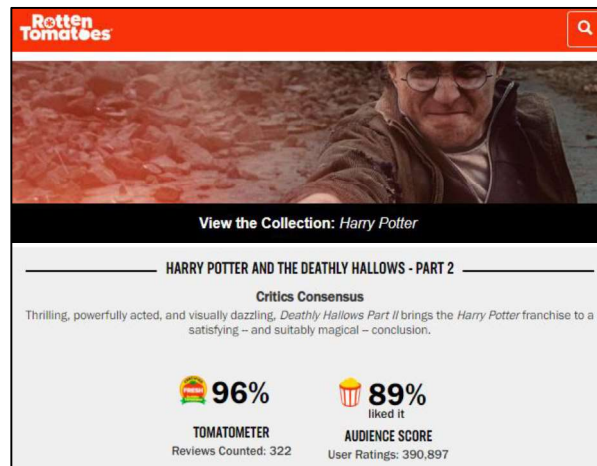 Rotten
Tomatoes
View the Collection: Harry Potter
HARRY POTTER AND THE DEATHLY HALLOWS - PART 2
Critics Consensus
Thrilling, powerfully acted, and visually dazzling, Deathly Hallows Part II brings the Harry Potter franchise to a
satisfying -- and suitably magical -- conclusion.
FRESH
96%
89%
liked it
TOMATOMETER
AUDIENCE SCORE
Reviews Counted: 322
User Ratings: 390,897